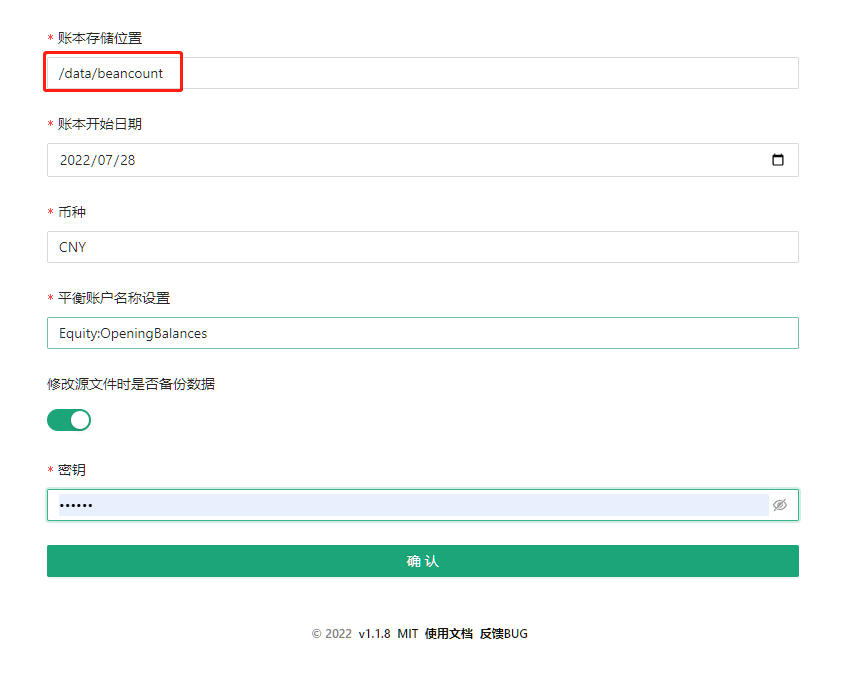 * 账本存储位置
/data/beancount
* 账本开始日期
2022/07/28
* 币种
CNY
* 平衡账户名称设置
Equity:OpeningBalances
修改源文件时是否备份数据
* 密钥
••••••
确 认
© 2022 v1.1.8 MIT 使用文档 反馈BUG